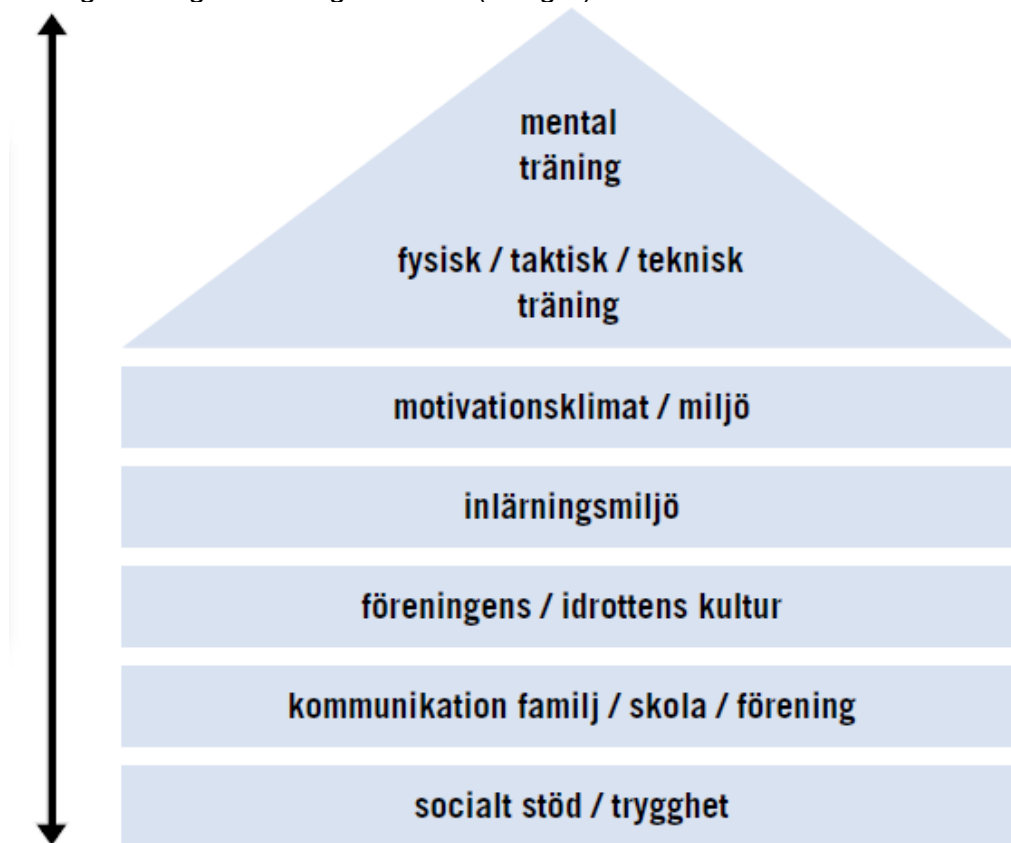 mental
träning
fysisk / taktisk / teknisk
träning
motivationsklimat / miljö
inlärningsmiljö
föreningens / idrottens kultur
kommunikation familj / skola / förening
socialt stöd / trygghet